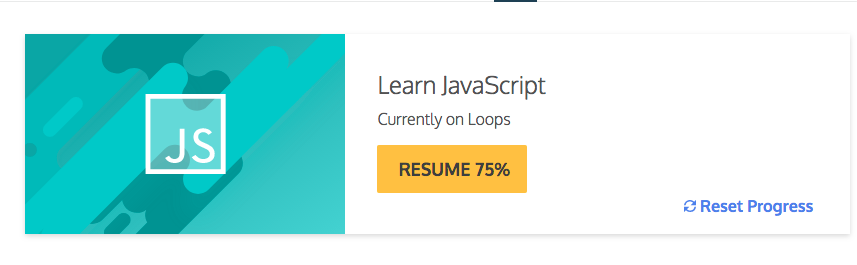 JS
Learn JavaScript
Currently on Loops
RESUME 75%
Reset Progress